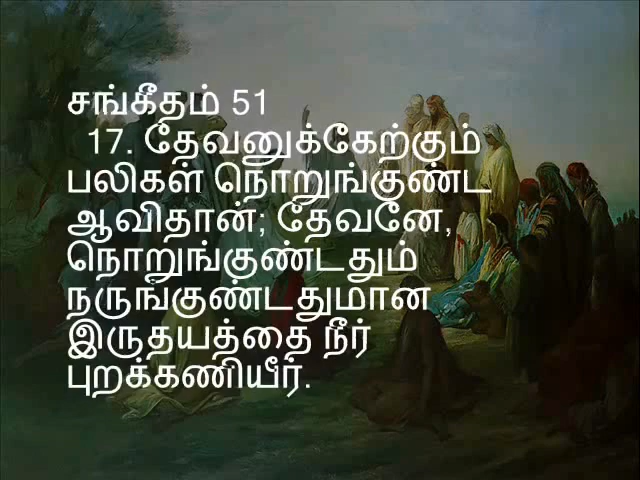 சங்கீதம் 51
17. தேவனுக்கேற்கும்
பலிகள் நொறுங்குண்ட
ஆவிதான்; தேவனே,
நொறுங்குண்டதும்
நருங்குண்டதுமான
இருதயத்தை நீர்
புறக்கணியீர்.